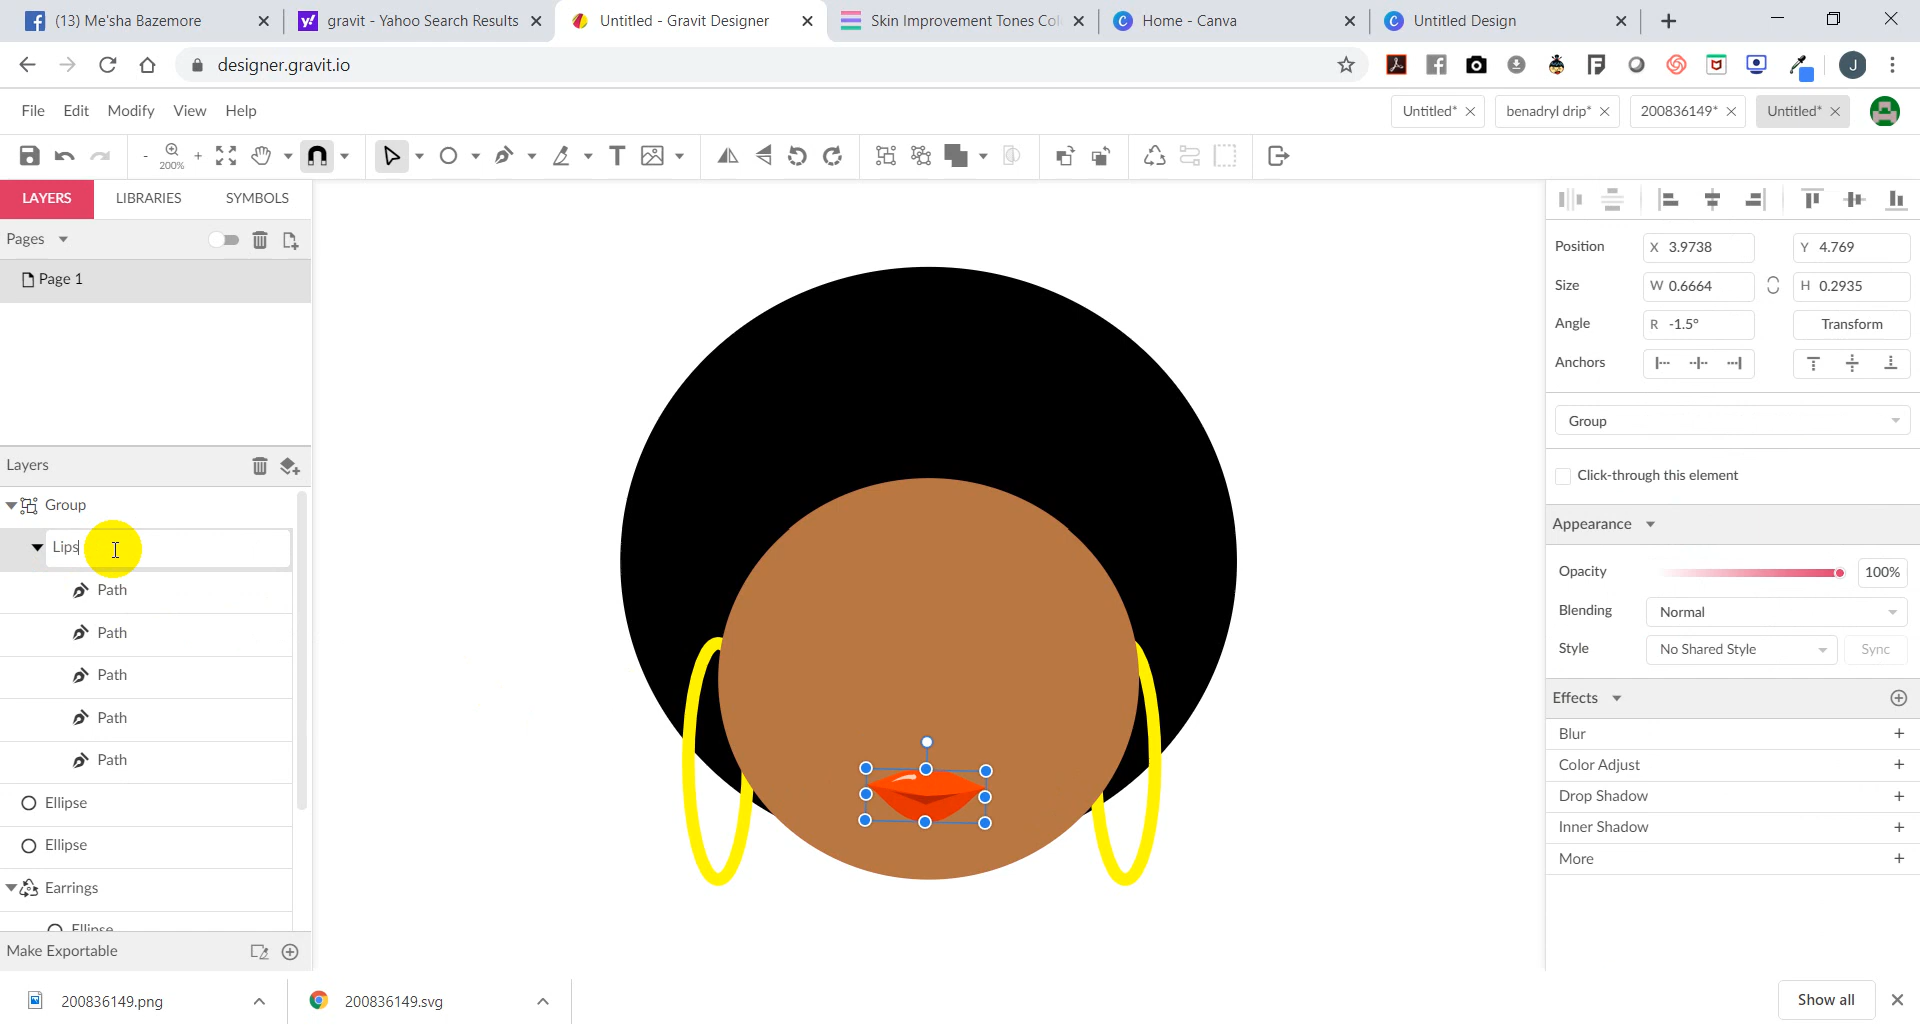 (13) Me'sha Bazemore
gravit - Yahoo Search Results
Untitled - Gravit Designer
Skin Improvement Tones Col
Home - Canva
Untitled Design
designer.gravit.io
J
File Edit Modify View Help
Untitled*
benadryl drip*
200836149*
Untitled*
- 200% +
LAYERS LIBRARIES SYMBOLS
Pages
Page 1
Layers
Group
Lips
Path
Path
Path
Path
Path
Ellipse
Ellipse
Earrings
Ellipse
Make Exportable
Position X 3.9738 Y 4.769
Size W 0.6664 H 0.2935
Angle R -1.5° Transform
Anchors
Group
Click-through this element
Appearance
Opacity 100%
Blending Normal
Style No Shared Style Sync
Effects
Blur +
Color Adjust +
Drop Shadow +
Inner Shadow +
More +
200836149.png
200836149.svg
Show all